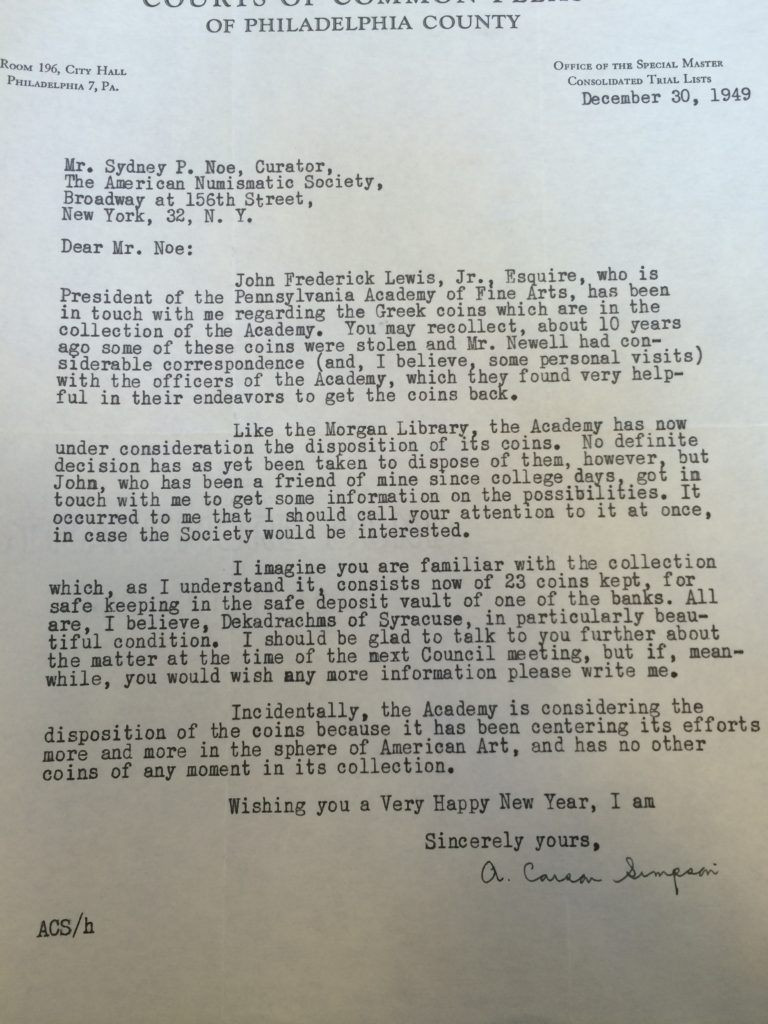 COURTS OF COMMON PLEAS
OF PHILADELPHIA COUNTY
ROOM 196, CITY HALL
PHILADELPHIA 7, PA.
OFFICE OF THE SPECIAL MASTER
CONSOLIDATED TRIAL LISTS
December 30, 1949
Mr. Sydney P. Noe, Curator,
The American Numismatic Society,
Broadway at 156th Street,
New York, 32, N. Y.
Dear Mr. Noe:
John Frederick Lewis, Jr., Esquire, who is
President of the Pennsylvania Academy of Fine Arts, has been
in touch with me regarding the Greek coins which are in the
collection of the Academy. You may recollect, about 10 years
ago some of these coins were stolen and Mr. Newell had con-
siderable correspondence (and, I believe, some personal visits)
with the officers of the Academy, which they found very help-
ful in their endeavors to get the coins back.
Like the Morgan Library, the Academy has now
under consideration the disposition of its coins. No definite
decision has as yet been taken to dispose of them, however, but
John, who has been a friend of mine since college days, got in
touch with me to get some information on the possibilities. It
occurred to me that I should call your attention to it at once,
in case the Society would be interested.
I imagine you are familiar with the collection
which, as I understand it, consists now of 23 coins kept, for
safe keeping in the safe deposit vault of one of the banks. All
are, I believe, Dekadrachms of Syracuse, in particularly beau-
tiful condition. I should be glad to talk to you further about
the matter at the time of the next Council meeting, but if, mean-
while, you would wish any more information please write me.
Incidentally, the Academy is considering the
disposition of the coins because it has been centering its efforts
more and more in the sphere of American Art, and has no other
coins of any moment in its collection.
Wishing you a Very Happy New Year, I am
Sincerely yours,
A. Carson Simpson
ACS/h